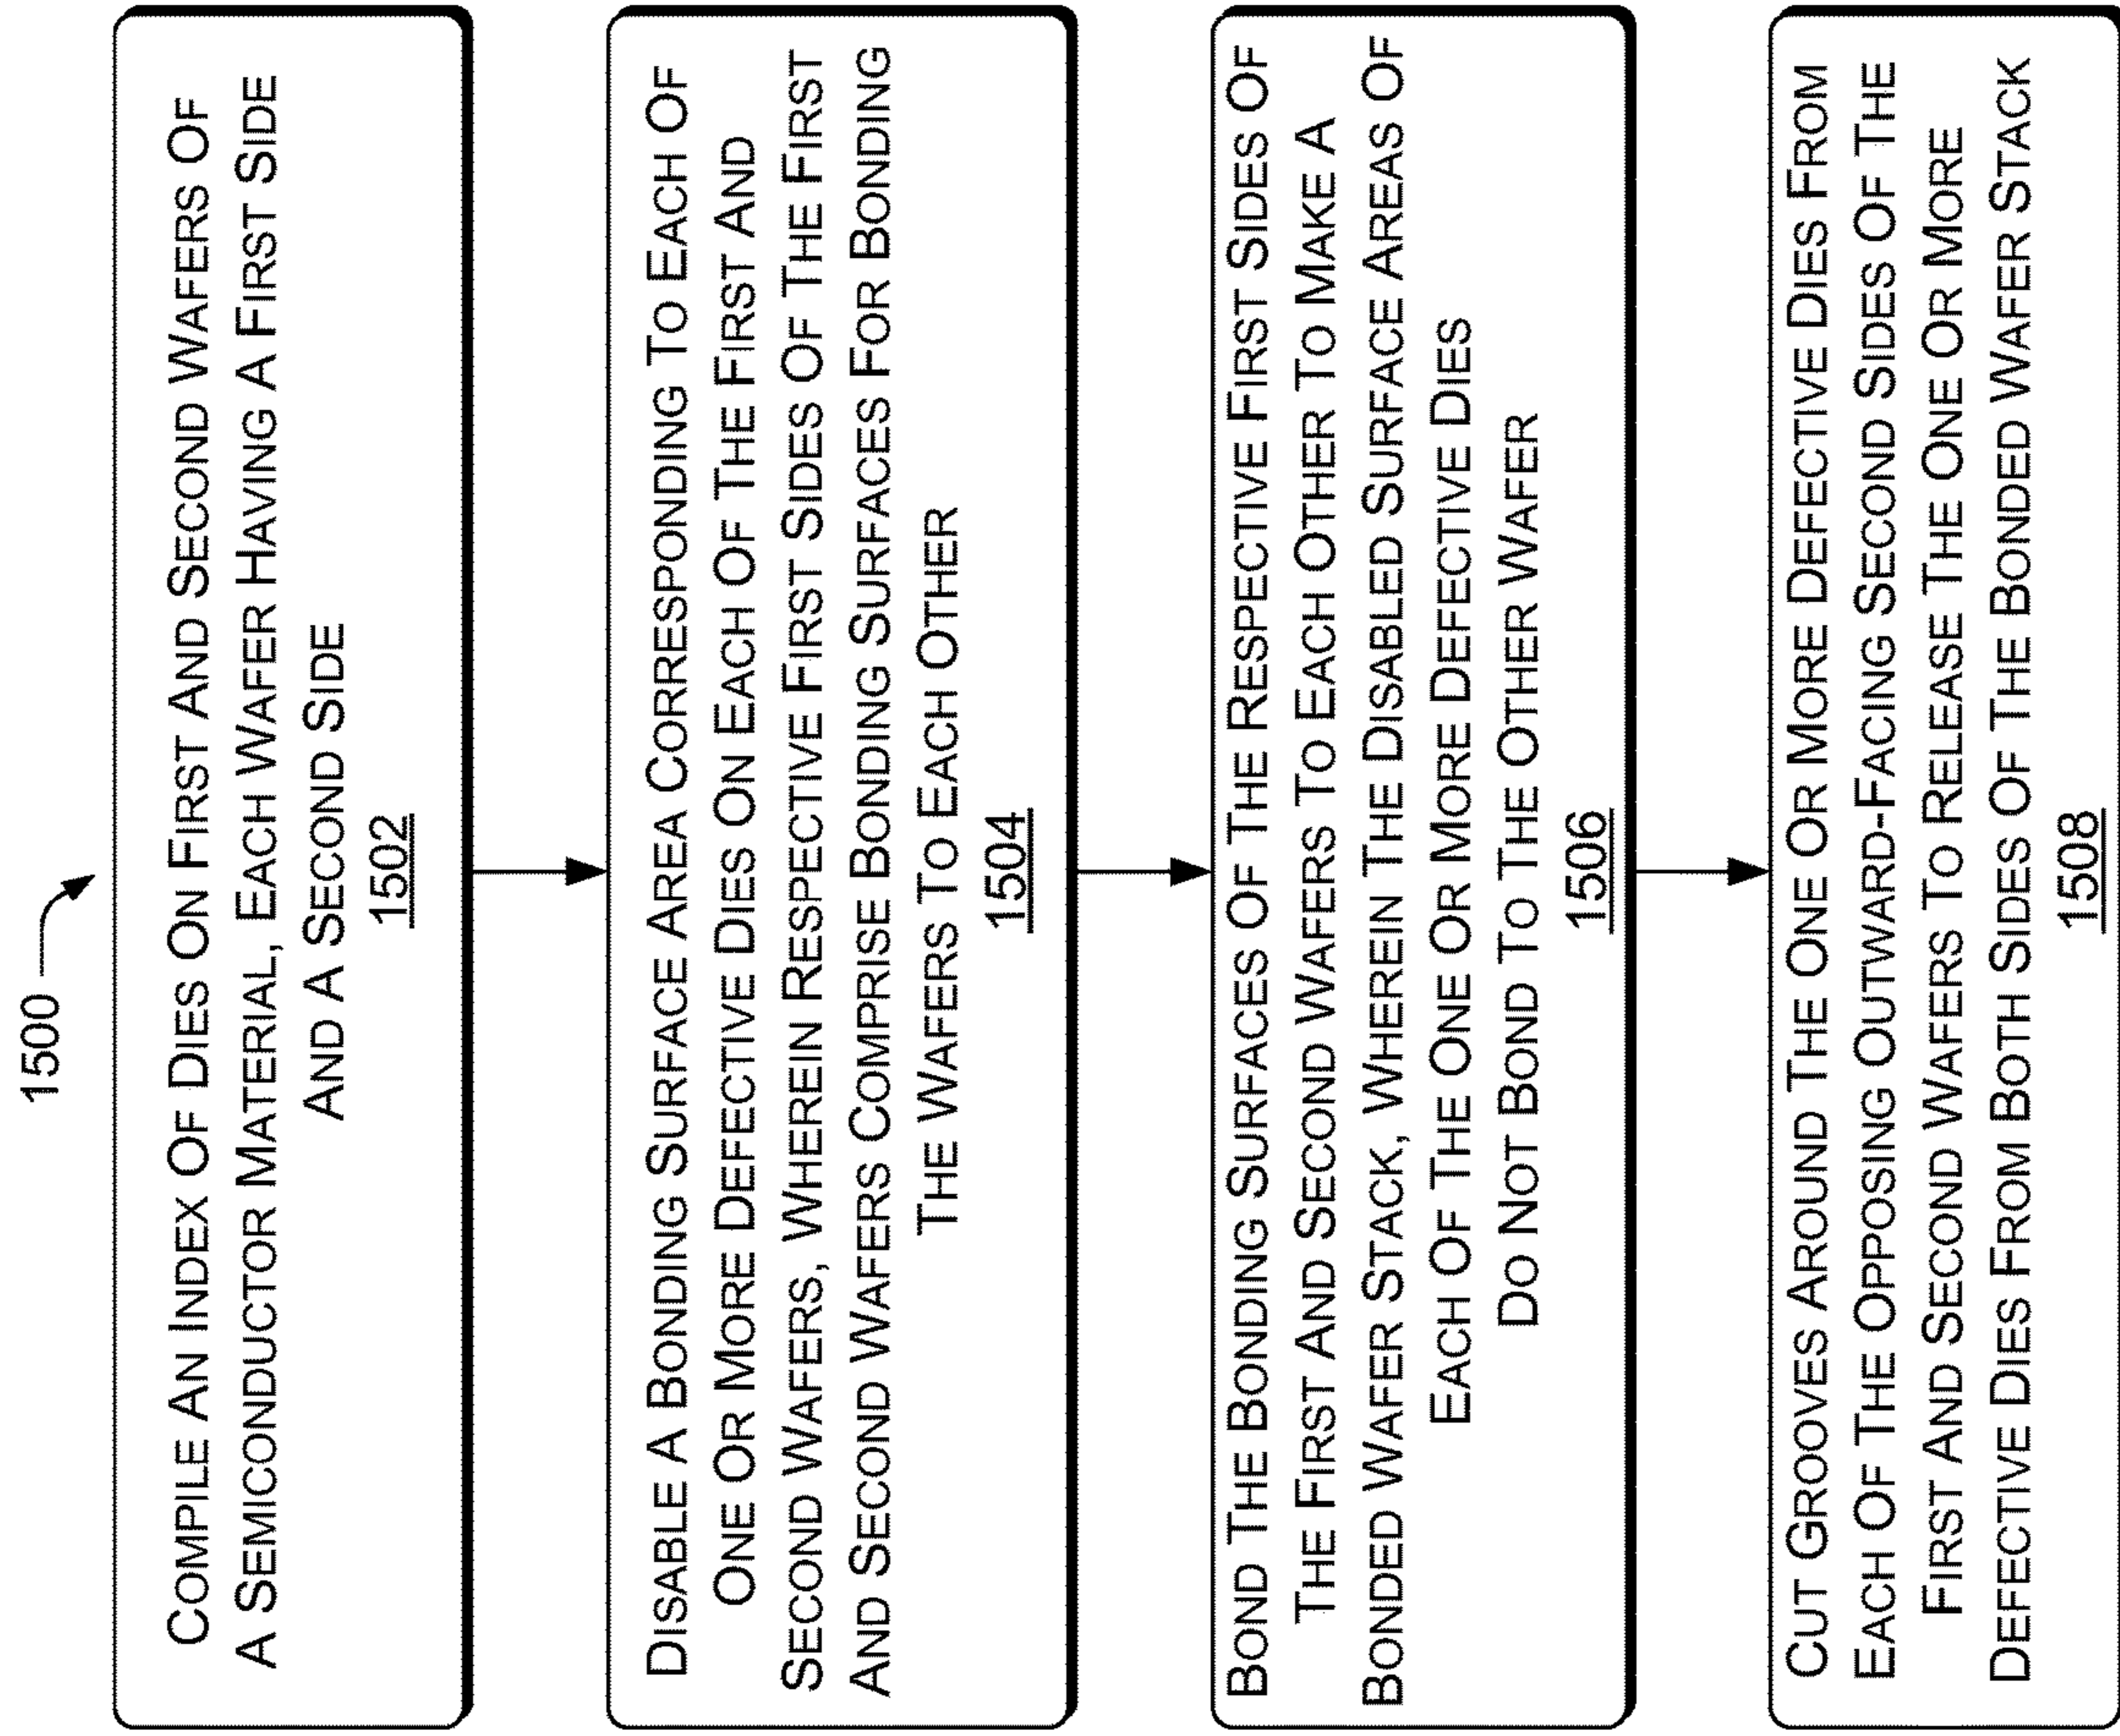 1500
COMPILE AN INDEX OF DIES ON FIRST AND SECOND WAFERS OF
A SEMICONDUCTOR MATERIAL, EACH WAFER HAVING A FIRST SIDE
AND A SECOND SIDE
1502
DISABLE A BONDING SURFACE AREA CORRESPONDING TO EACH OF
ONE OR MORE DEFECTIVE DIES ON EACH OF THE FIRST AND
SECOND WAFERS, WHEREIN RESPECTIVE FIRST SIDES OF THE FIRST
AND SECOND WAFERS COMPRISE BONDING SURFACES FOR BONDING
THE WAFERS TO EACH OTHER
1504
BOND THE BONDING SURFACES OF THE RESPECTIVE FIRST SIDES OF
THE FIRST AND SECOND WAFERS TO EACH OTHER TO MAKE A
BONDED WAFER STACK, WHEREIN THE DISABLED SURFACE AREAS OF
EACH OF THE ONE OR MORE DEFECTIVE DIES
DO NOT BOND TO THE OTHER WAFER
1506
CUT GROOVES AROUND THE ONE OR MORE DEFECTIVE DIES FROM
EACH OF THE OPPOSING OUTWARD-FACING SECOND SIDES OF THE
FIRST AND SECOND WAFERS TO RELEASE THE ONE OR MORE
DEFECTIVE DIES FROM BOTH SIDES OF THE BONDED WAFER STACK
1508